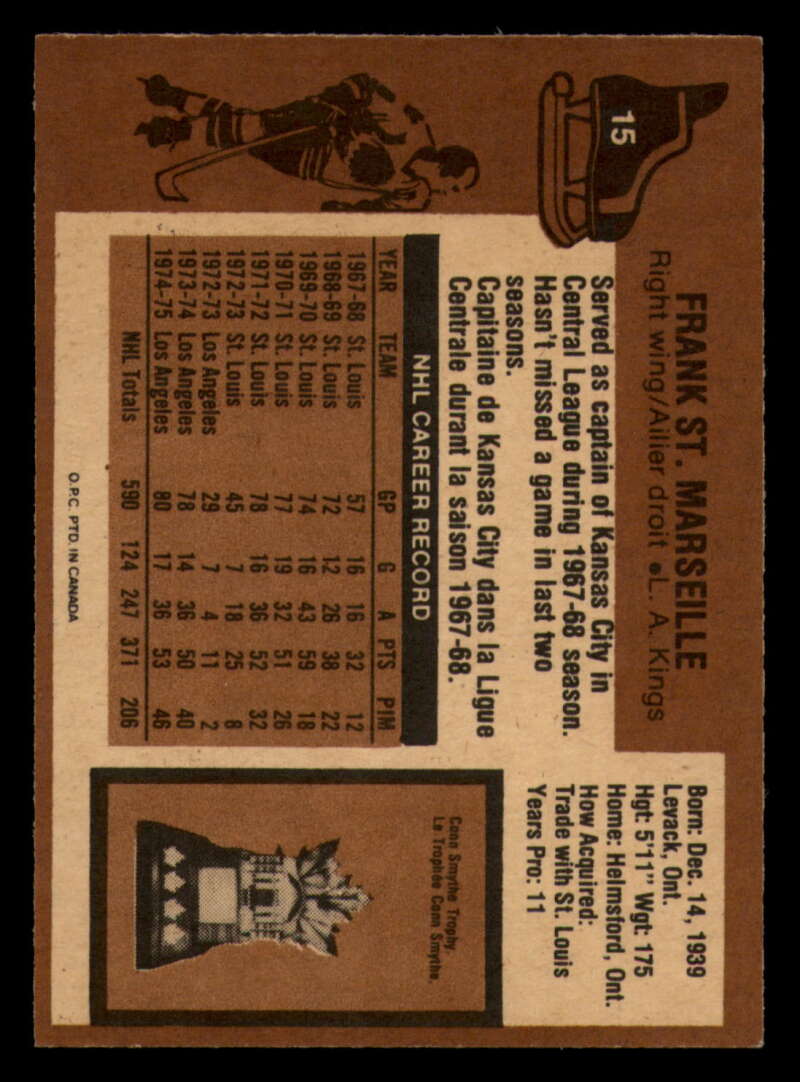 15
FRANK ST. MARSEILLE
Right wing/Ailier droit ●L. A. Kings
Served as captain of Kansas City in
Central League during 1967-68 season.
Hasn't missed a game in last two
seasons.
Capitaine de Kansas City dans la Ligue
Centrale durant la saison 1967-68.
Born: Dec. 14, 1939
Levack, Ont.
Hgt: 5'11" Wgt: 175
Home: Helmsford, Ont.
How Acquired:
Trade with St. Louis
Years Pro: 11
NHL CAREER RECORD
YEAR TEAM GP G A PTS PIM
1967-68 St. Louis 57 16 16 32 12
1968-69 St. Louis 72 12 26 38 22
1969-70 St. Louis 74 16 43 59 18
1970-71 St. Louis 77 19 32 51 26
1971-72 St. Louis 78 16 36 52 32
1972-73 St. Louis 45 7 18 25 8
1972-73 Los Angeles 29 7 4 11 2
1973-74 Los Angeles 78 14 36 50 40
1974-75 Los Angeles 80 17 36 53 46
NHL Totals 590 124 247 371 206
Conn Smythe Trophy.
Le Trophée Conn Smythe.
O.P.C. PTD. IN CANADA